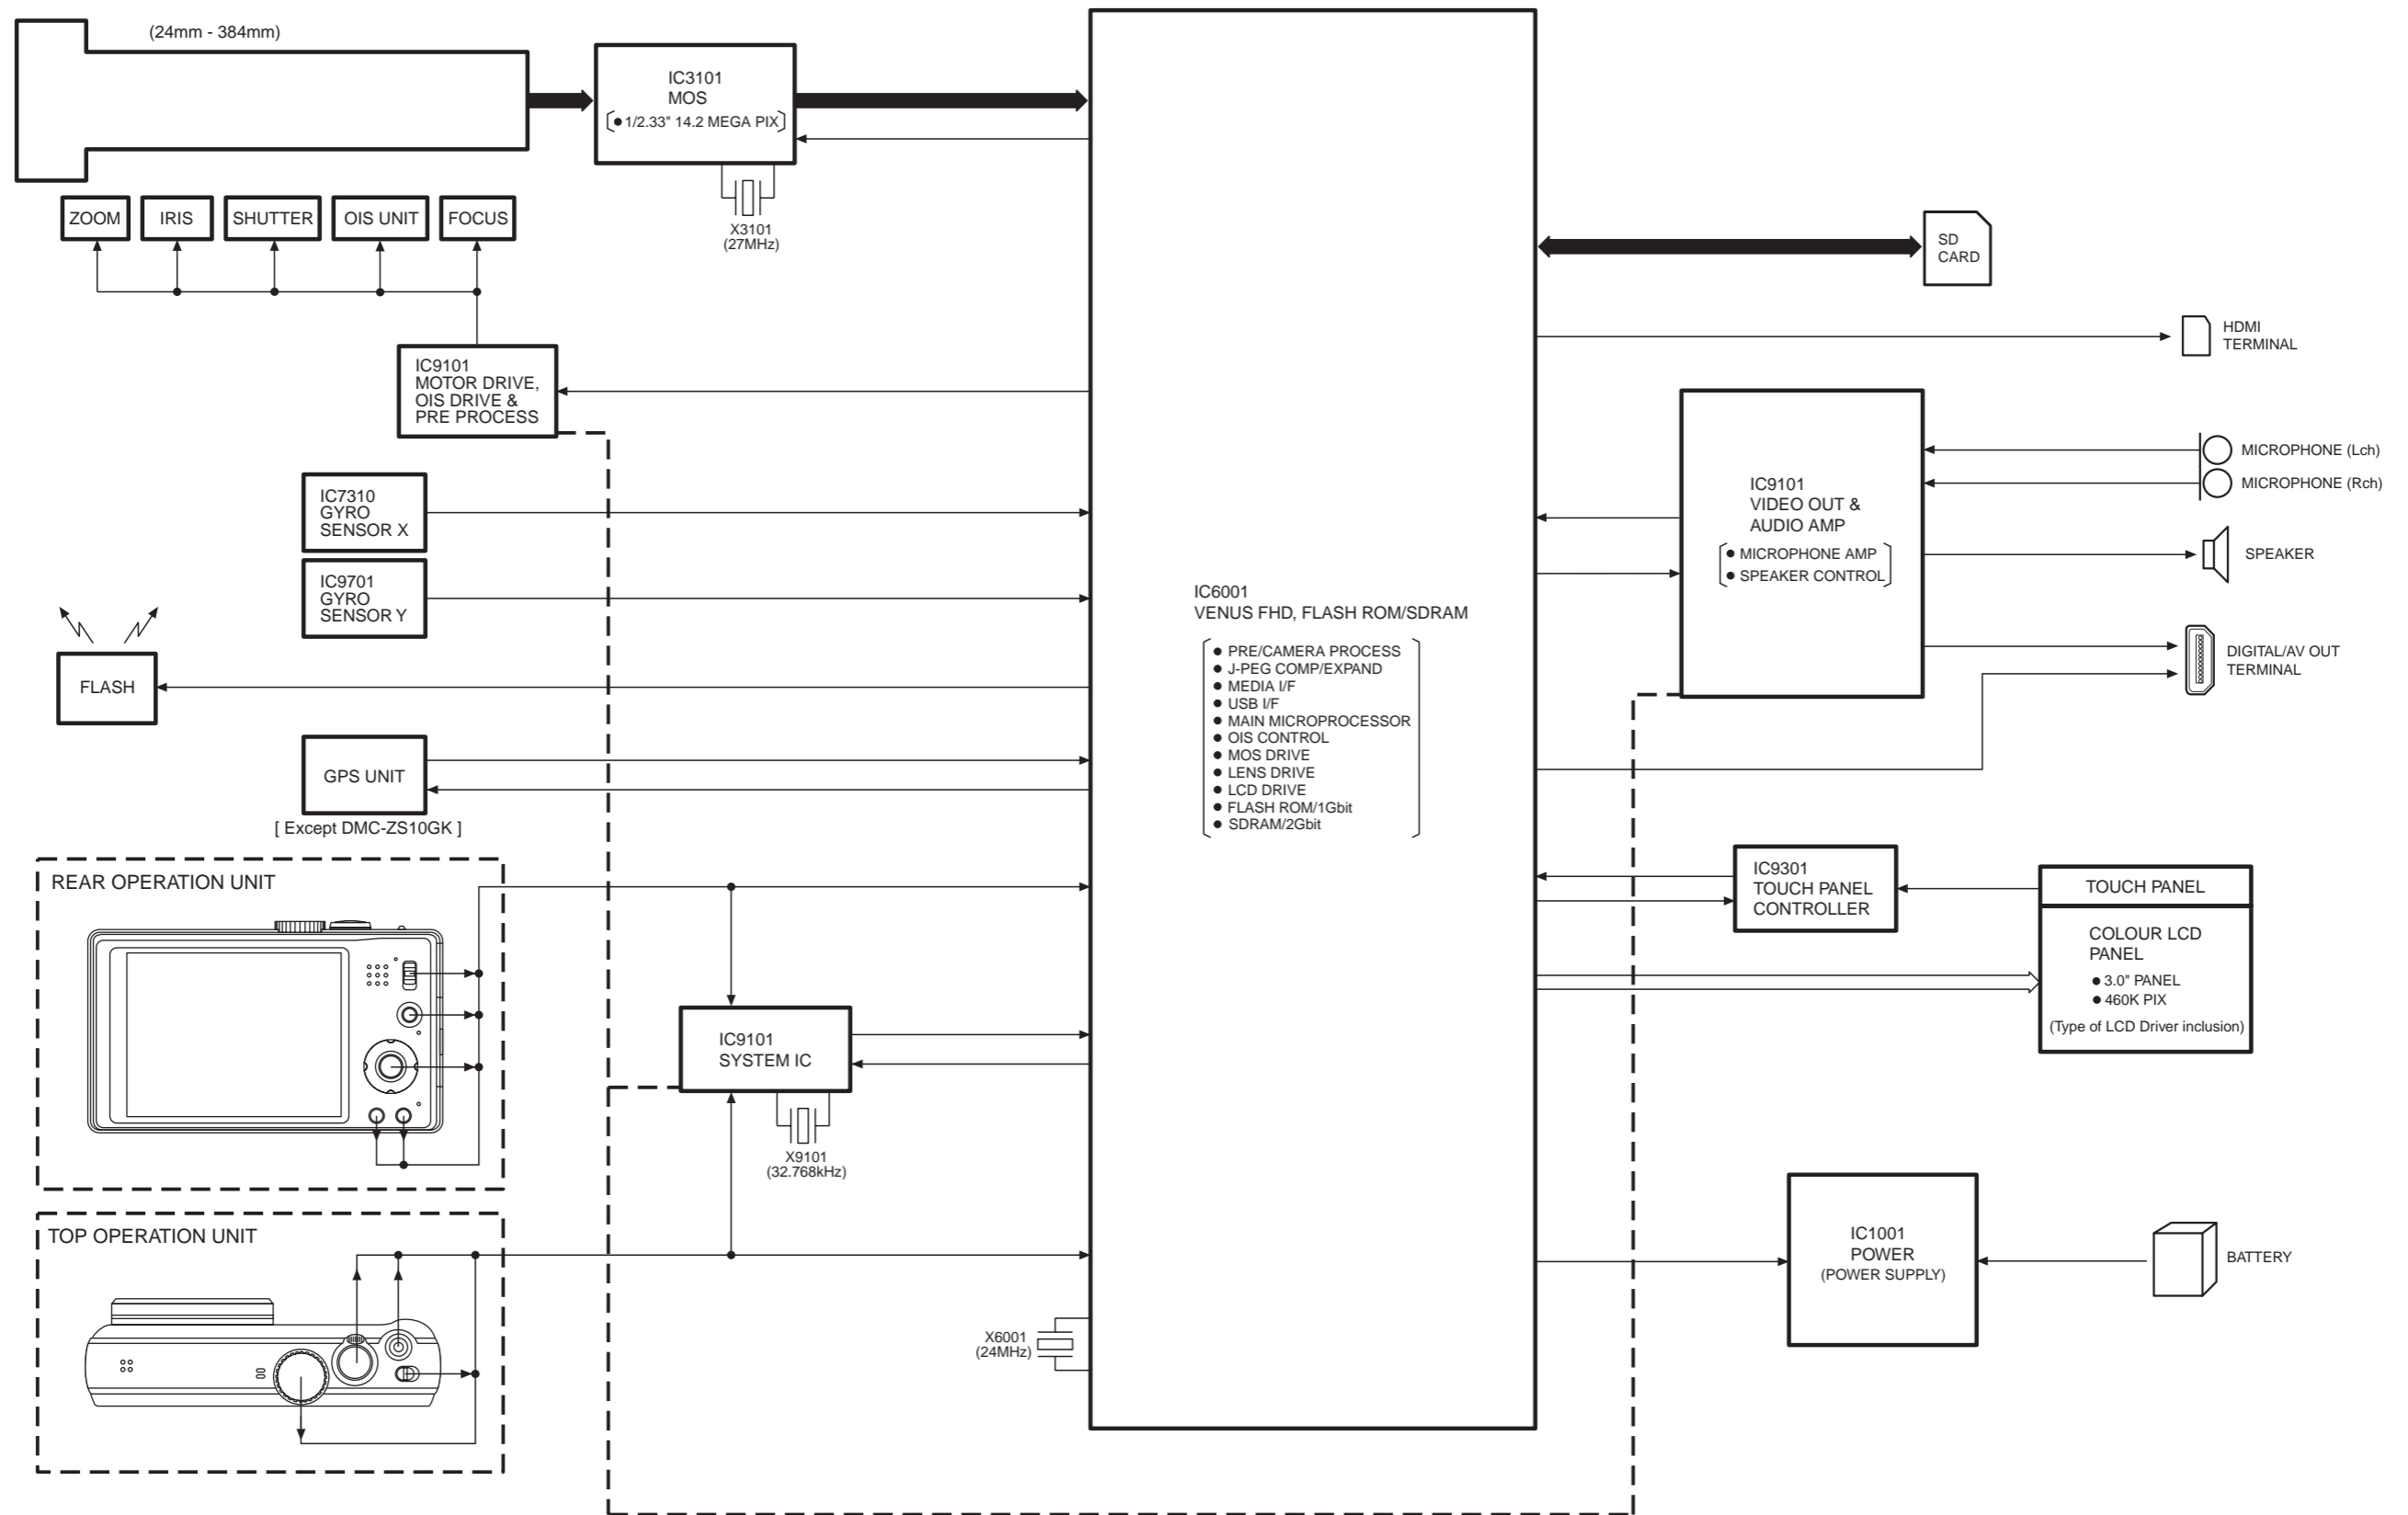 (24mm - 384mm)
IC3101
MOS
● 1/2.33" 14.2 MEGA PIX
X3101
(27MHz)
ZOOM
IRIS
SHUTTER
OIS UNIT
FOCUS
IC9101
MOTOR DRIVE,
OIS DRIVE &
PRE PROCESS
IC7310
GYRO
SENSOR X
IC9701
GYRO
SENSOR Y
FLASH
GPS UNIT
[ Except DMC-ZS10GK ]
REAR OPERATION UNIT
IC9101
SYSTEM IC
X9101
(32.768kHz)
TOP OPERATION UNIT
X6001
(24MHz)
IC6001
VENUS FHD, FLASH ROM/SDRAM
● PRE/CAMERA PROCESS
● J-PEG COMP/EXPAND
● MEDIA I/F
● USB I/F
● MAIN MICROPROCESSOR
● OIS CONTROL
● MOS DRIVE
● LENS DRIVE
● LCD DRIVE
● FLASH ROM/1Gbit
● SDRAM/2Gbit
SD
CARD
HDMI
TERMINAL
IC9101
VIDEO OUT &
AUDIO AMP
● MICROPHONE AMP
● SPEAKER CONTROL
MICROPHONE (Lch)
MICROPHONE (Rch)
SPEAKER
DIGITAL/AV OUT
TERMINAL
IC9301
TOUCH PANEL
CONTROLLER
TOUCH PANEL
COLOUR LCD
PANEL
● 3.0" PANEL
● 460K PIX
(Type of LCD Driver inclusion)
IC1001
POWER
(POWER SUPPLY)
BATTERY